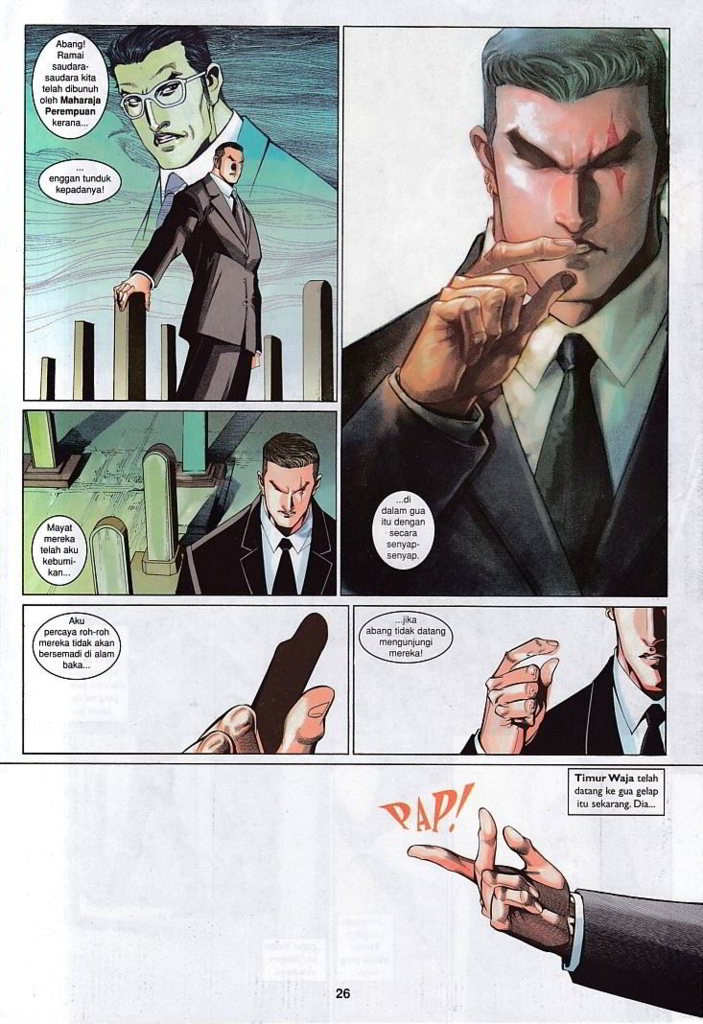 Abang!
Ramai
saudara-
saudara kita
telah dibunuh
oleh Maharaja
Perempuan
kerana...
...
enggan tunduk
kepadanya!
Mayat
mereka
telah aku
kebumi-
kan...
...di
dalam gua
itu dengan
secara
senyap-
senyap.
Aku
percaya roh-roh
mereka tidak akan
bersemadi di alam
baka...
...jika
abang tidak datang
mengunjungi
mereka!
Timur Waja telah
datang ke gua gelap
itu sekarang. Dia...
PAP!
26